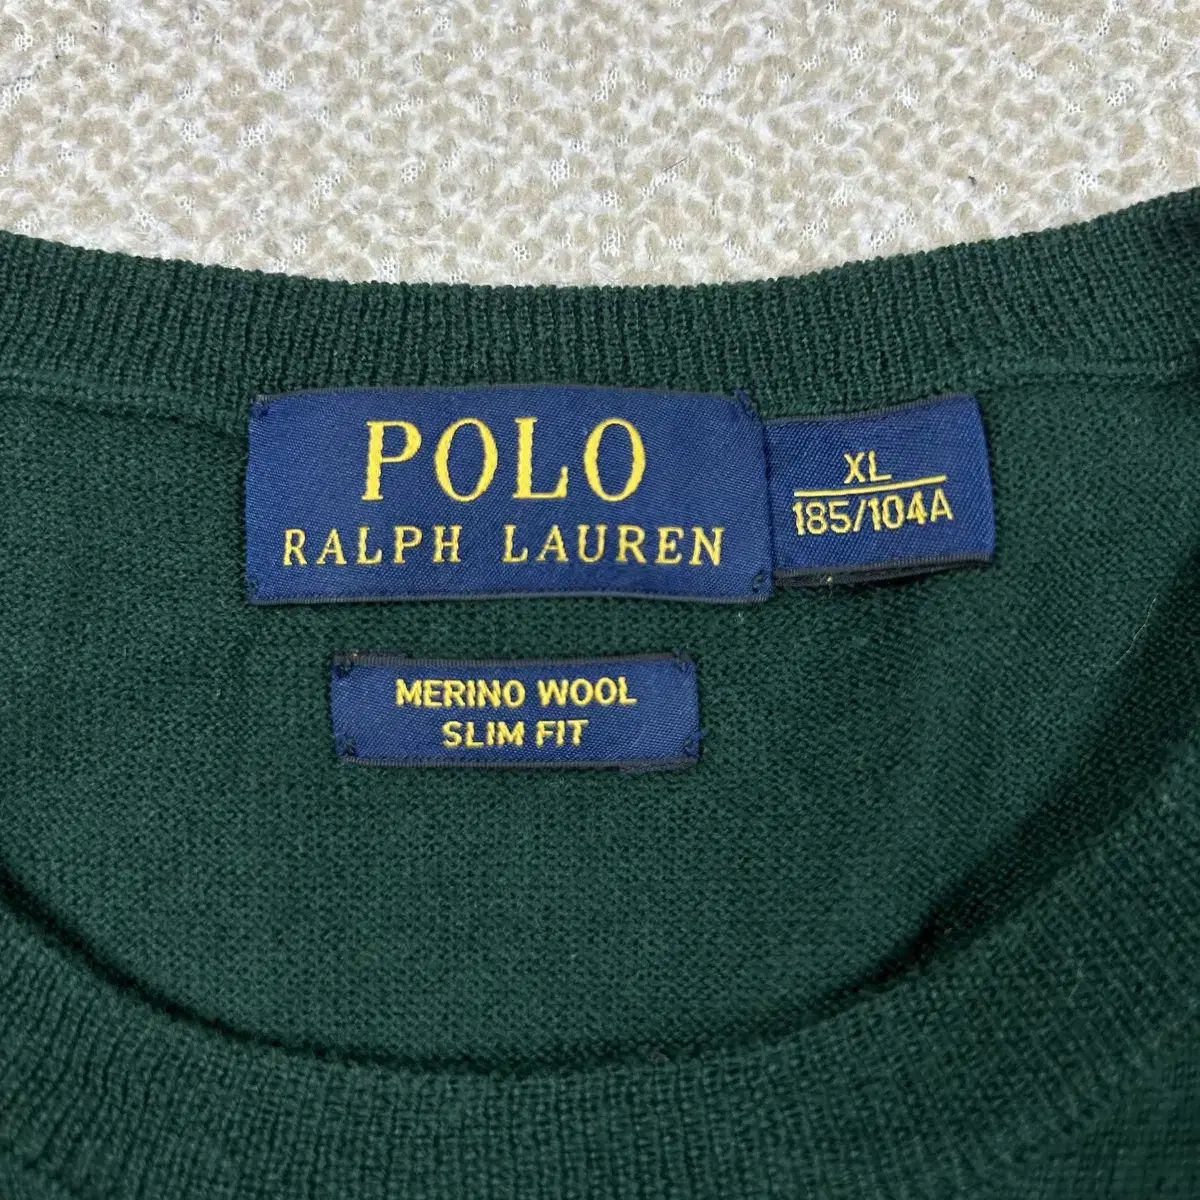 POLO
RALPH LAUREN
XL
185/104A
MERINO WOOL
SLIM FIT